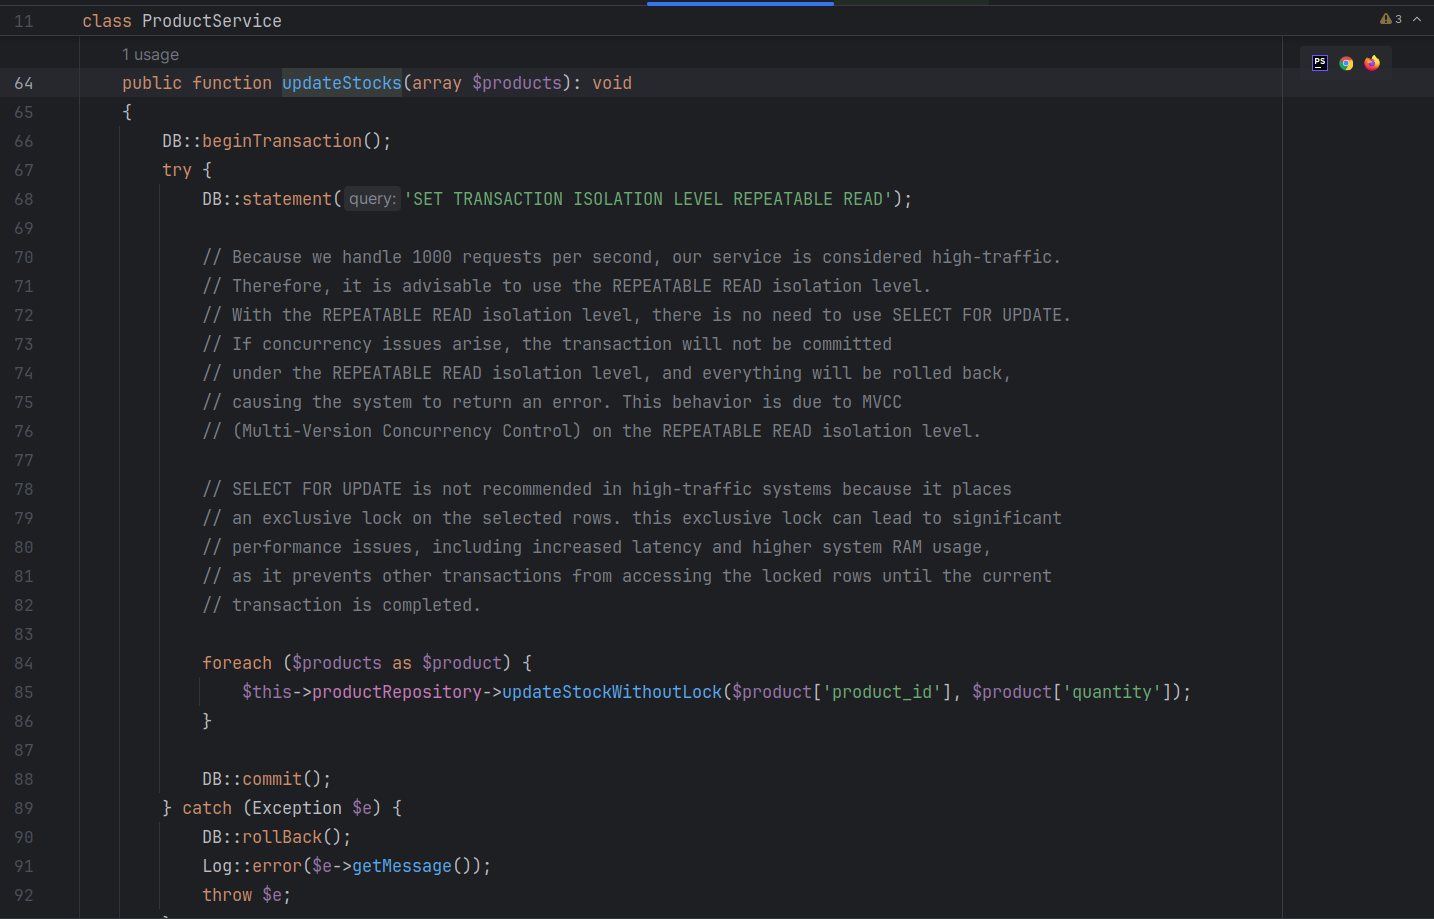 11 class ProductService
3
1 usage
PS
64 public function updateStocks(array $products): void
65 {
66 DB::beginTransaction();
67 try {
68 DB::statement( query: 'SET TRANSACTION ISOLATION LEVEL REPEATABLE READ');
69
70 // Because we handle 1000 requests per second, our service is considered high-traffic.
71 // Therefore, it is advisable to use the REPEATABLE READ isolation level.
72 // With the REPEATABLE READ isolation level, there is no need to use SELECT FOR UPDATE.
73 // If concurrency issues arise, the transaction will not be committed
74 // under the REPEATABLE READ isolation level, and everything will be rolled back,
75 // causing the system to return an error. This behavior is due to MVCC
76 // (Multi-Version Concurrency Control) on the REPEATABLE READ isolation level.
77
78 // SELECT FOR UPDATE is not recommended in high-traffic systems because it places
79 // an exclusive lock on the selected rows. this exclusive lock can lead to significant
80 // performance issues, including increased latency and higher system RAM usage,
81 // as it prevents other transactions from accessing the locked rows until the current
82 // transaction is completed.
83
84 foreach ($products as $product) {
85 $this->productRepository->updateStockWithoutLock($product['product_id'], $product['quantity']);
86 }
87
88 DB::commit();
89 } catch (Exception $e) {
90 DB::rollBack();
91 Log::error($e->getMessage());
92 throw $e;